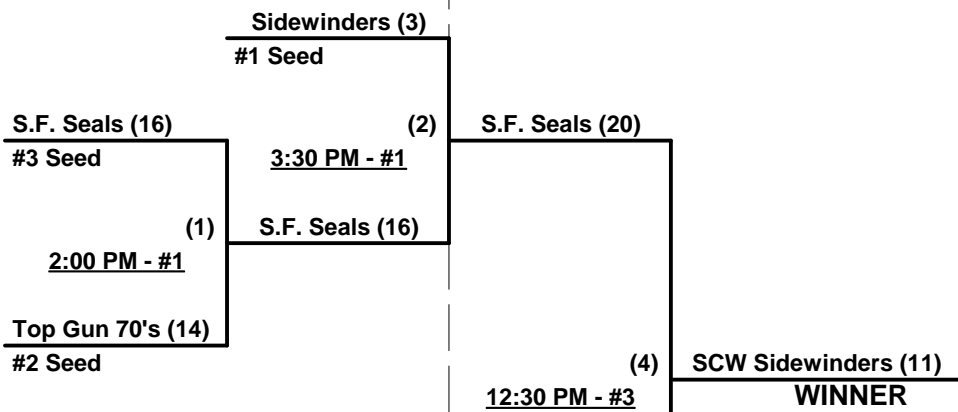 Sidewinders (3)
#1 Seed
S.F. Seals (16)
(2)
S.F. Seals (20)
#3 Seed
3:30 PM - #1
(1)
S.F. Seals (16)
2:00 PM - #1
Top Gun 70's (14)
#2 Seed
(4)
SCW Sidewinders (11)
12:30 PM - #3
WINNER